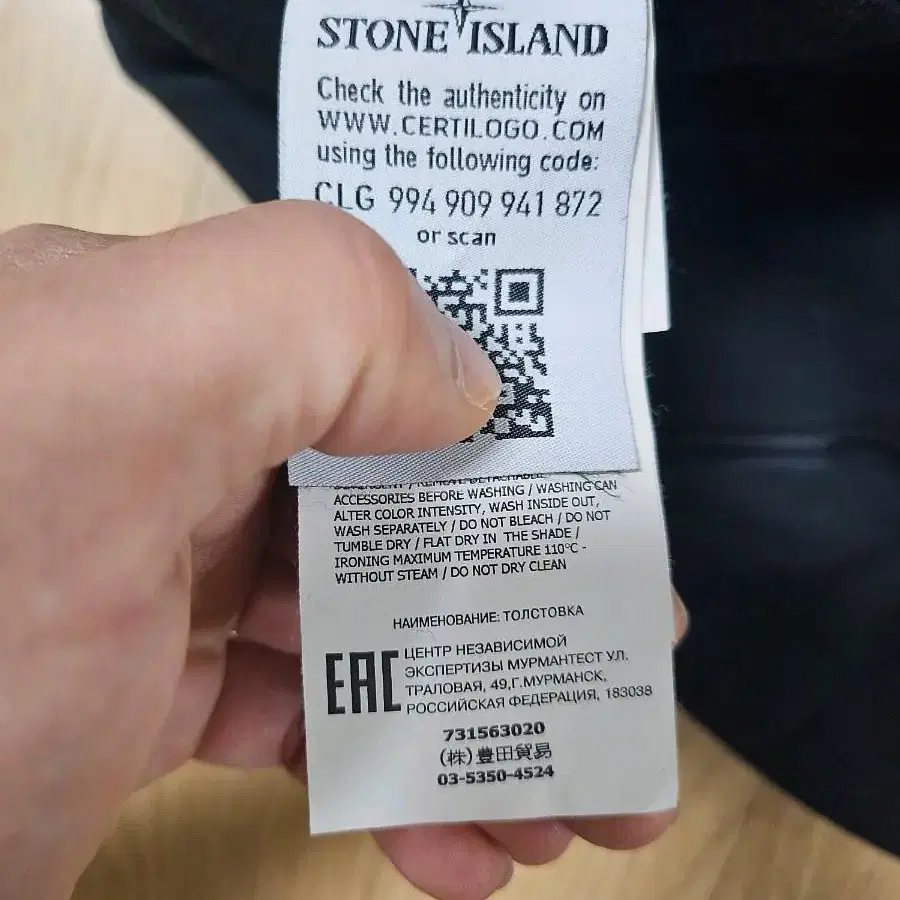 STONE ISLAND
Check the authenticity on
WWW.CERTILOGO.COM
using the following code:
CLG 994 909 941 872
or scan
ACCESSORIES BEFORE WASHING / WASHING CAN
ALTER COLOR INTENSITY, WASH INSIDE OUT,
WASH SEPARATELY / DO NOT BLEACH / DO NOT
TUMBLE DRY / FLAT DRY IN THE SHADE /
IRONING MAXIMUM TEMPERATURE 110°C -
WITHOUT STEAM / DO NOT DRY CLEAN
НАИМЕНОВАНИЕ: ТОЛСТОВКА
EAC
ЦЕНТР НЕЗАВИСИМОЙ
ЭКСПЕРТИЗЫ МУРМАНТЕСТ УЛ.
ТРАЛОВАЯ, 49,Г.МУРМАНСК,
РОССИЙСКАЯ ФЕДЕРАЦИЯ, 183038
731563020
(株)豊田貿易
03-5350-4524